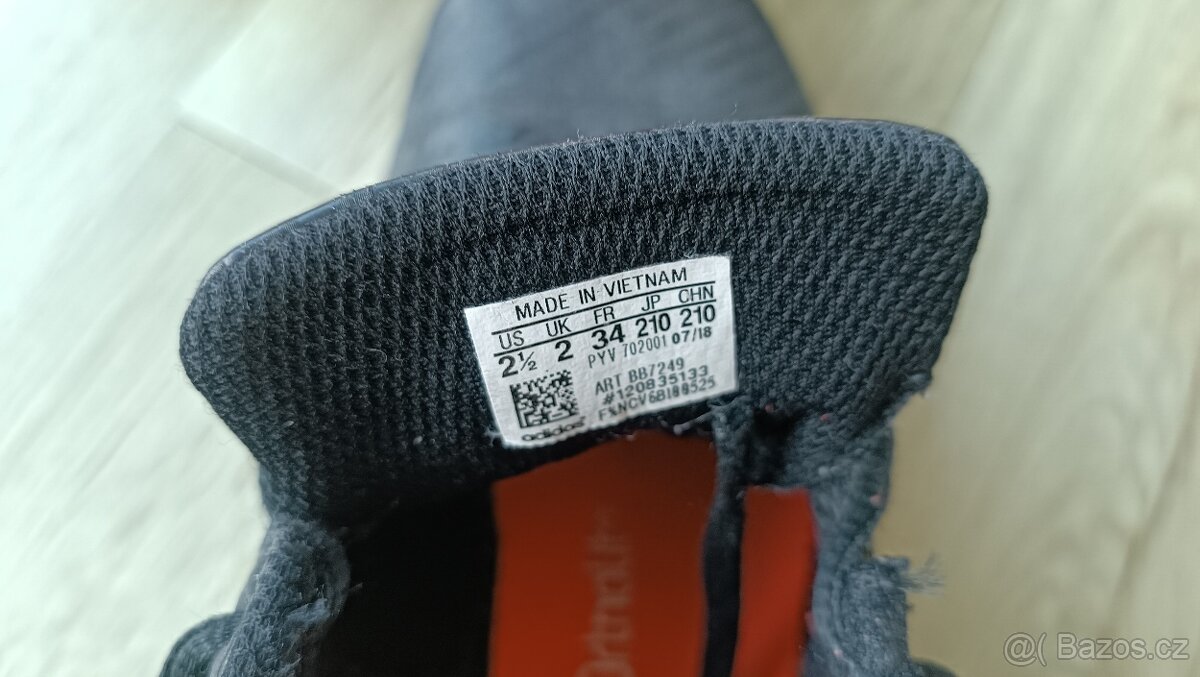 MADE IN VIETNAM
US UK FR JP CHN
2½ 2 34 210 210
PYV 702001 07/18
ART BB7249
#120835133
adidas
OrthoLite
@( Bazos.cz